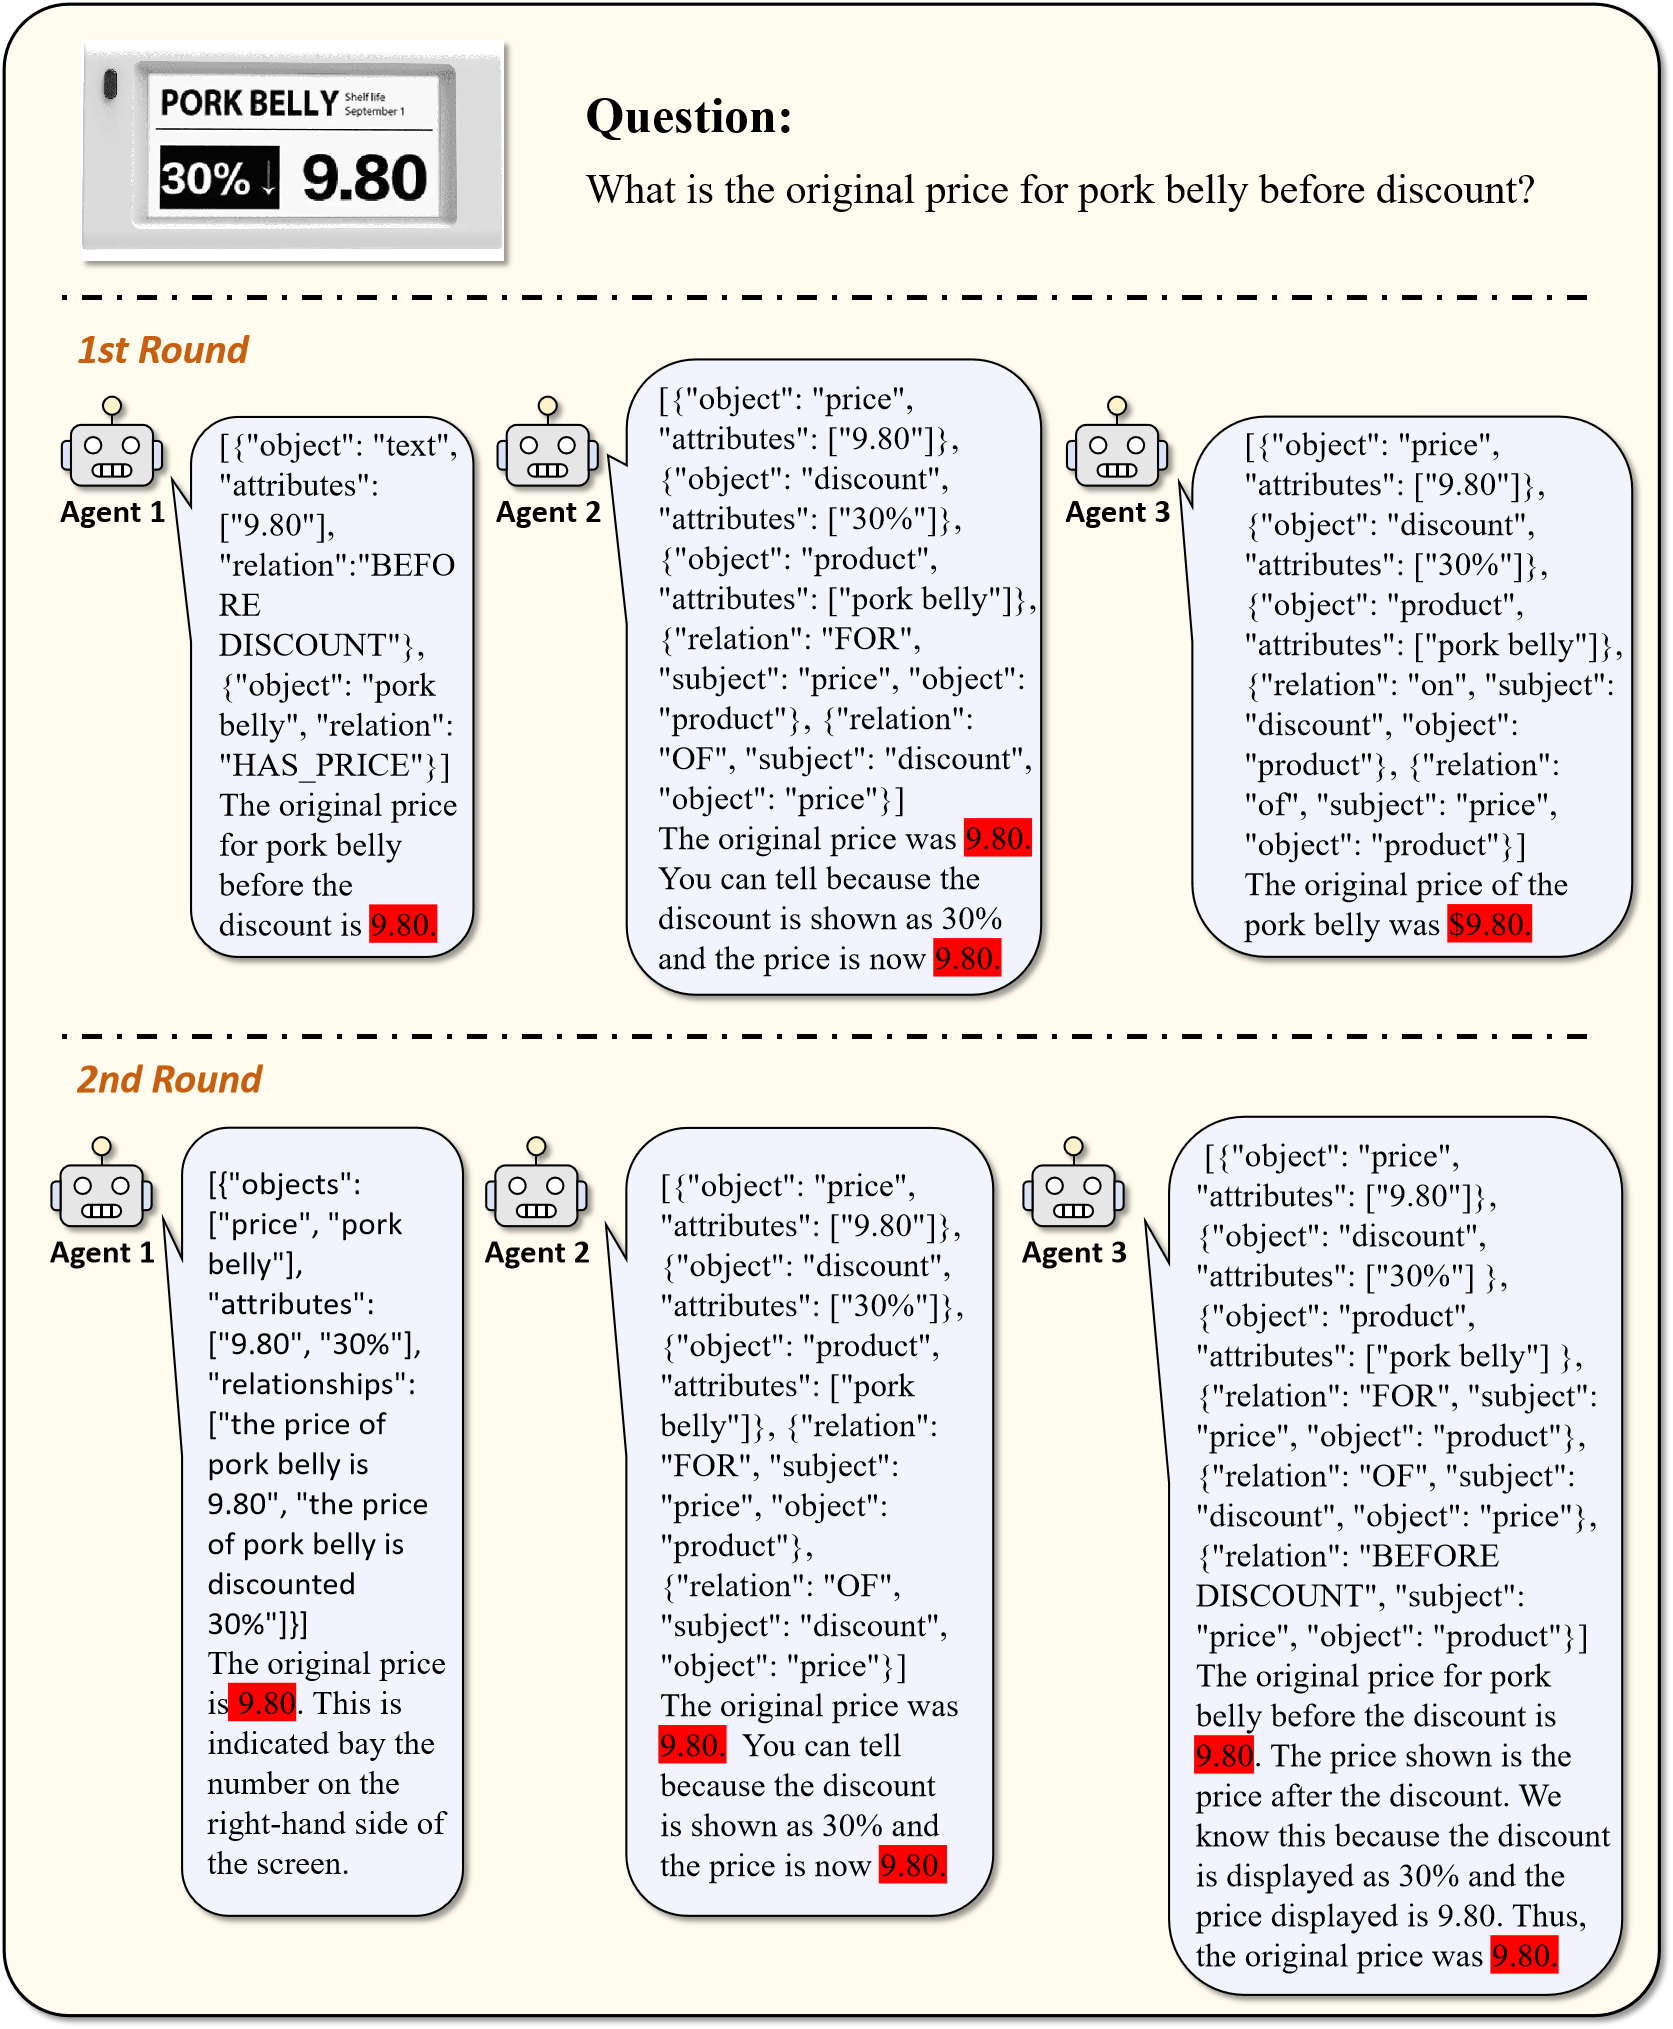 PORK BELLY Shelf life
September 1
30%↓ 9.80
Question:
What is the original price for pork belly before discount?
1st Round
Agent 1
[{"object": "text",
"attributes":
["9.80"],
"relation":"BEFO
RE
DISCOUNT"},
{"object": "pork
belly", "relation":
"HAS_PRICE"}]
The original price
for pork belly
before the
discount is 9.80.
Agent 2
[{"object": "price",
"attributes": ["9.80"]},
{"object": "discount",
"attributes": ["30%"]},
{"object": "product",
"attributes": ["pork belly"]},
{"relation": "FOR",
"subject": "price", "object":
"product"}, {"relation":
"OF", "subject": "discount",
"object": "price"}]
The original price was 9.80.
You can tell because the
discount is shown as 30%
and the price is now 9.80.
Agent 3
[{"object": "price",
"attributes": ["9.80"]},
{"object": "discount",
"attributes": ["30%"]},
{"object": "product",
"attributes": ["pork belly"]},
{"relation": "on", "subject":
"discount", "object":
"product"}, {"relation":
"of", "subject": "price",
"object": "product"}]
The original price of the
pork belly was $9.80.
2nd Round
Agent 1
[{"objects":
["price", "pork
belly"],
"attributes":
["9.80", "30%"],
"relationships":
["the price of
pork belly is
9.80", "the price
of pork belly is
discounted
30%"]}]
The original price
is 9.80. This is
indicated bay the
number on the
right-hand side of
the screen.
Agent 2
[{"object": "price",
"attributes": ["9.80"]},
{"object": "discount",
"attributes": ["30%"]},
{"object": "product",
"attributes": ["pork
belly"]}, {"relation":
"FOR", "subject":
"price", "object":
"product"},
{"relation": "OF",
"subject": "discount",
"object": "price"}]
The original price was
9.80. You can tell
because the discount
is shown as 30% and
the price is now 9.80.
Agent 3
[{"object": "price",
"attributes": ["9.80"]},
{"object": "discount",
"attributes": ["30%"] },
{"object": "product",
"attributes": ["pork belly"] },
{"relation": "FOR", "subject":
"price", "object": "product"},
{"relation": "OF", "subject":
"discount", "object": "price"},
{"relation": "BEFORE
DISCOUNT", "subject":
"price", "object": "product"}]
The original price for pork
belly before the discount is
9.80. The price shown is the
price after the discount. We
know this because the discount
is displayed as 30% and the
price displayed is 9.80. Thus,
the original price was 9.80.